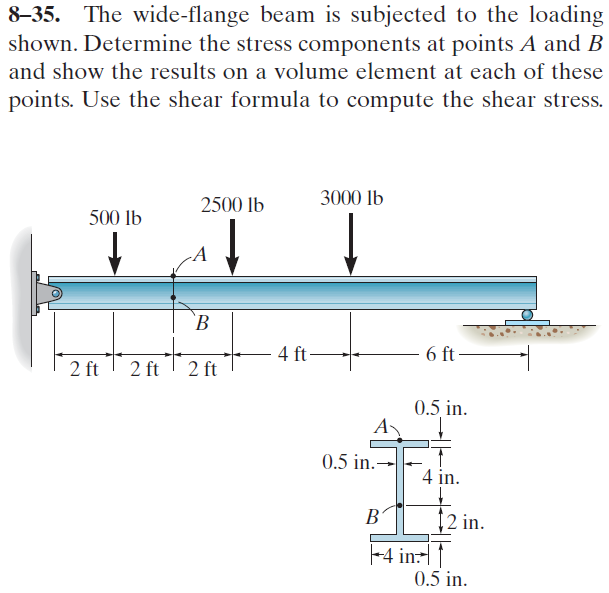 8–35. The wide-flange beam is subjected to the loading
shown. Determine the stress components at points A and B
and show the results on a volume element at each of these
points. Use the shear formula to compute the shear stress.
500 lb
2500 lb
3000 lb
A
B
2 ft
2 ft
2 ft
4 ft
6 ft
0.5 in.
A
0.5 in.
4 in.
B
2 in.
4 in.
0.5 in.